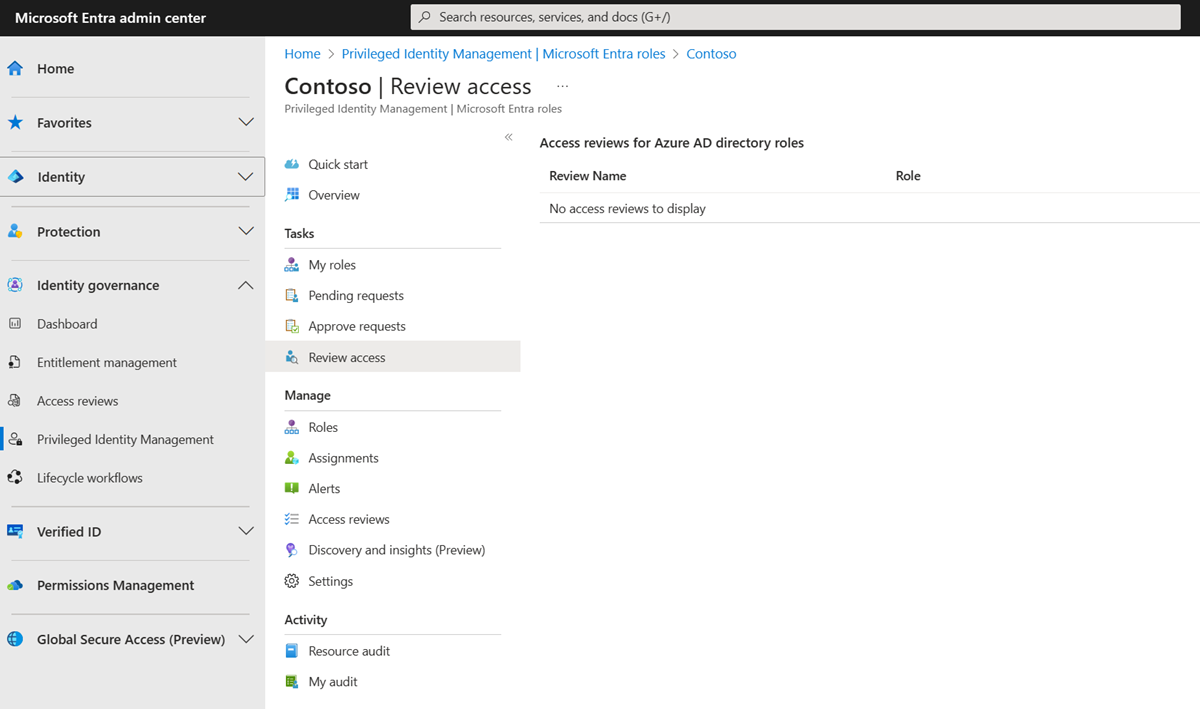 Microsoft Entra admin center
Search resources, services, and docs (G+/)
Home
Favorites
Identity
Protection
Identity governance
Dashboard
Entitlement management
Access reviews
Privileged Identity Management
Lifecycle workflows
Verified ID
Permissions Management
Global Secure Access (Preview)
Home > Privileged Identity Management | Microsoft Entra roles > Contoso
Contoso | Review access ...
Privileged Identity Management | Microsoft Entra roles
«
Quick start
Overview
Tasks
My roles
Pending requests
Approve requests
Review access
Manage
Roles
Assignments
Alerts
Access reviews
Discovery and insights (Preview)
Settings
Activity
Resource audit
My audit
Access reviews for Azure AD directory roles
Review Name Role
No access reviews to display